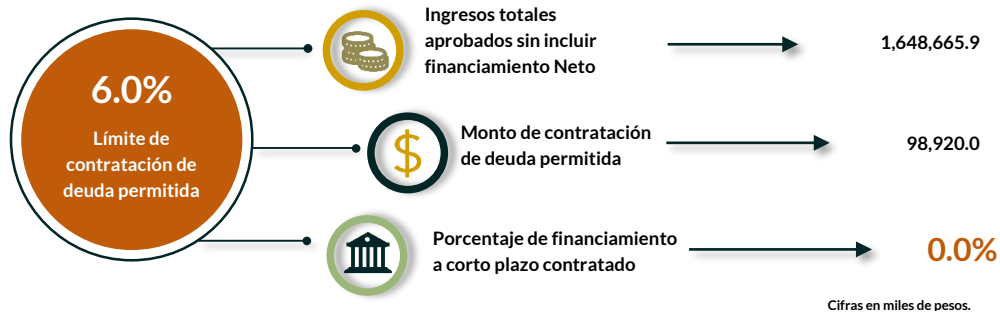 6.0%
Límite de
contratación de
deuda permitida
Ingresos totales
aprobados sin incluir
financiamiento Neto
1,648,665.9
$
Monto de contratación
de deuda permitida
98,920.0
Porcentaje de financiamiento
a corto plazo contratado
0.0%
Cifras en miles de pesos.